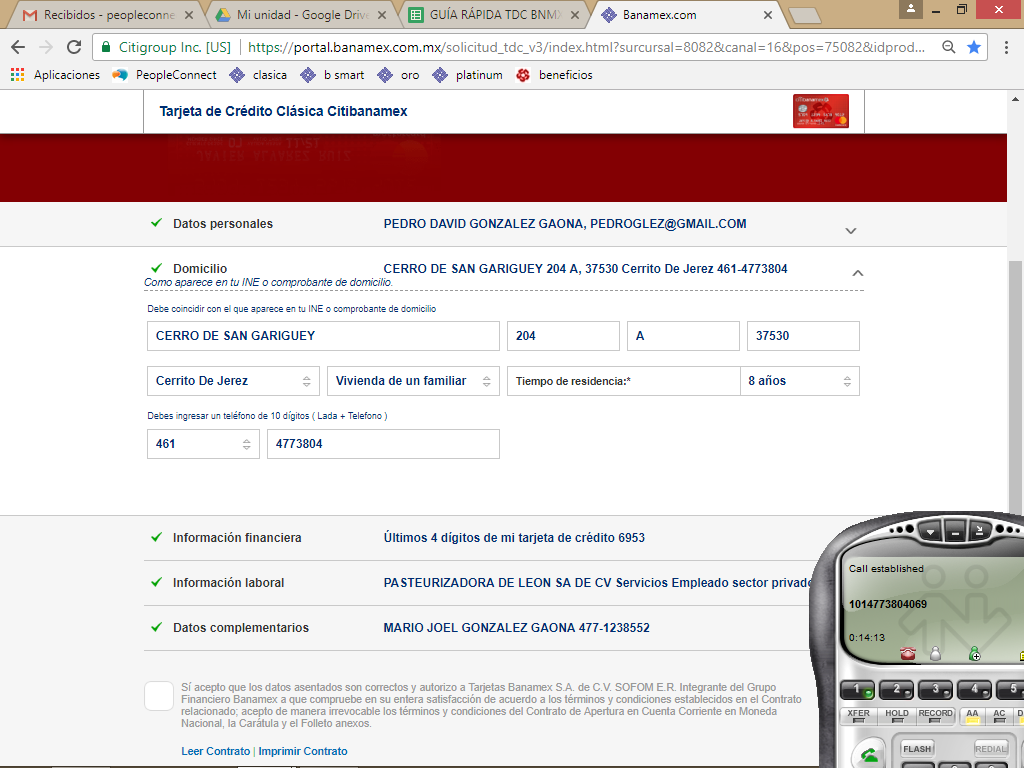 Recibidos - peopleconne
Mi unidad - Google Drive
GUÍA RÁPIDA TDC BNMX
Banamex.com
Citigroup Inc. [US]
https://portal.banamex.com.mx/solicitud_tdc_v3/index.html?surcursal=8082&canal=16&pos=75082&idprod...
Aplicaciones
PeopleConnect
clasica
b smart
oro
platinum
beneficios
Tarjeta de Crédito Clásica Citibanamex
Datos personales
PEDRO DAVID GONZALEZ GAONA, PEDROGLEZ@GMAIL.COM
Domicilio
CERRO DE SAN GARIGUEY 204 A, 37530 Cerrito De Jerez 461-4773804
Como aparece en tu INE o comprobante de domicilio.
Debe coincidir con el que aparece en tu INE o comprobante de domicilio
CERRO DE SAN GARIGUEY
204
A
37530
Cerrito De Jerez
Vivienda de un familiar
Tiempo de residencia:*
8 años
Debes ingresar un teléfono de 10 dígitos ( Lada + Telefono )
461
4773804
Información financiera
Últimos 4 dígitos de mi tarjeta de crédito 6953
Información laboral
PASTEURIZADORA DE LEON SA DE CV Servicios Empleado sector privado
Datos complementarios
MARIO JOEL GONZALEZ GAONA 477-1238552
Sí acepto que los datos asentados son correctos y autorizo a Tarjetas Banamex S.A. de C.V. SOFOM E.R. Integrante del Grupo
Financiero Banamex a que compruebe en su entera satisfacción de acuerdo a los términos y condiciones establecidos en el Contrato
relacionado; acepto de manera irrevocable los términos y condiciones del Contrato de Apertura en Cuenta Corriente en Moneda
Nacional, la Carátula y el Folleto anexos.
Leer Contrato | Imprimir Contrato
Call established
1014773804069
0:14:13
1
2
3
4
5
XFER
HOLD
RECORD
AA
AC
D
FLASH
REDIAL